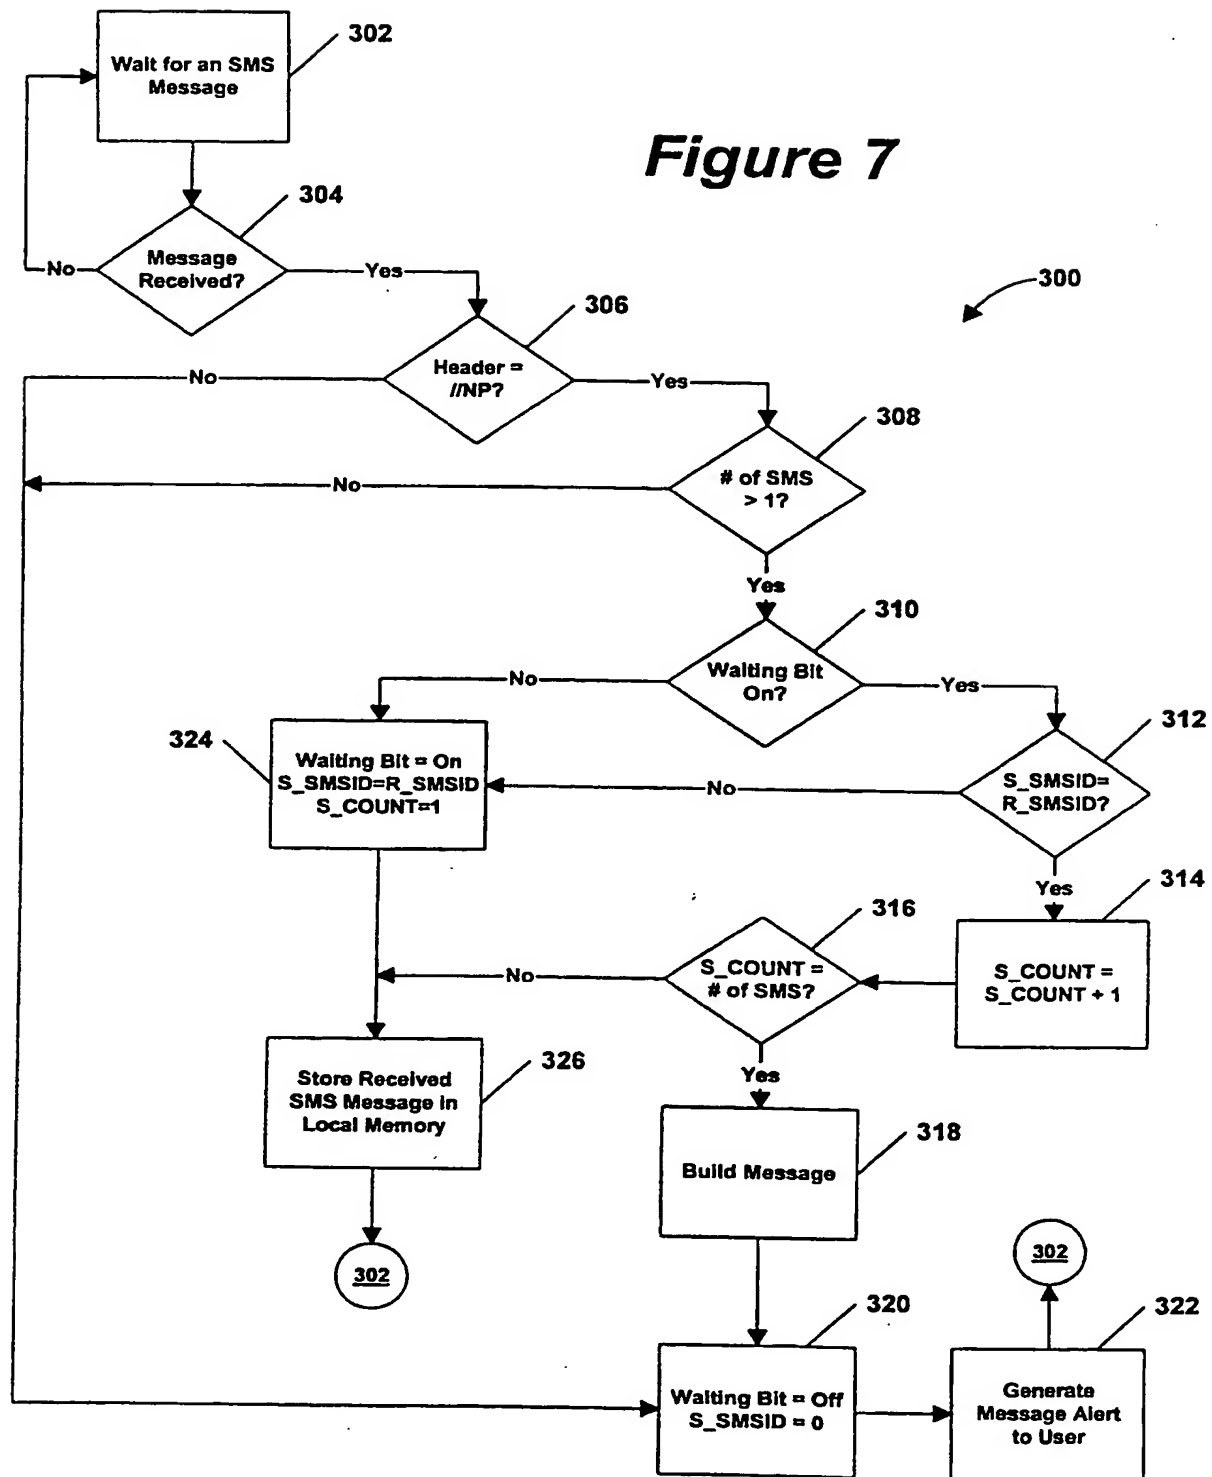 302
Wait for an SMS
Message
Figure 7
304
Message
Received?
No
Yes
300
306
Header =
//NP?
No
Yes
308
# of SMS
> 1?
No
Yes
310
Waiting Bit
On?
No
Yes
312
324
Waiting Bit = On
S_SMSID=R_SMSID
S_COUNT=1
S_SMSID=
R_SMSID?
No
Yes
314
316
S_COUNT =
# of SMS?
S_COUNT =
S_COUNT + 1
No
326
Yes
Store Received
SMS Message in
Local Memory
318
Build Message
302
302
320
322
Waiting Bit = Off
S_SMSID = 0
Generate
Message Alert
to User